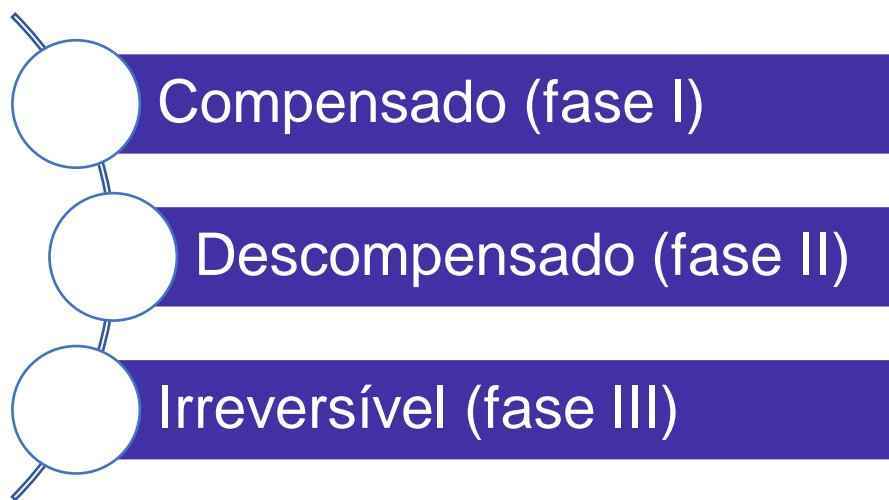 Compensado (fase I)
Descompensado (fase II)
Irreversível (fase III)